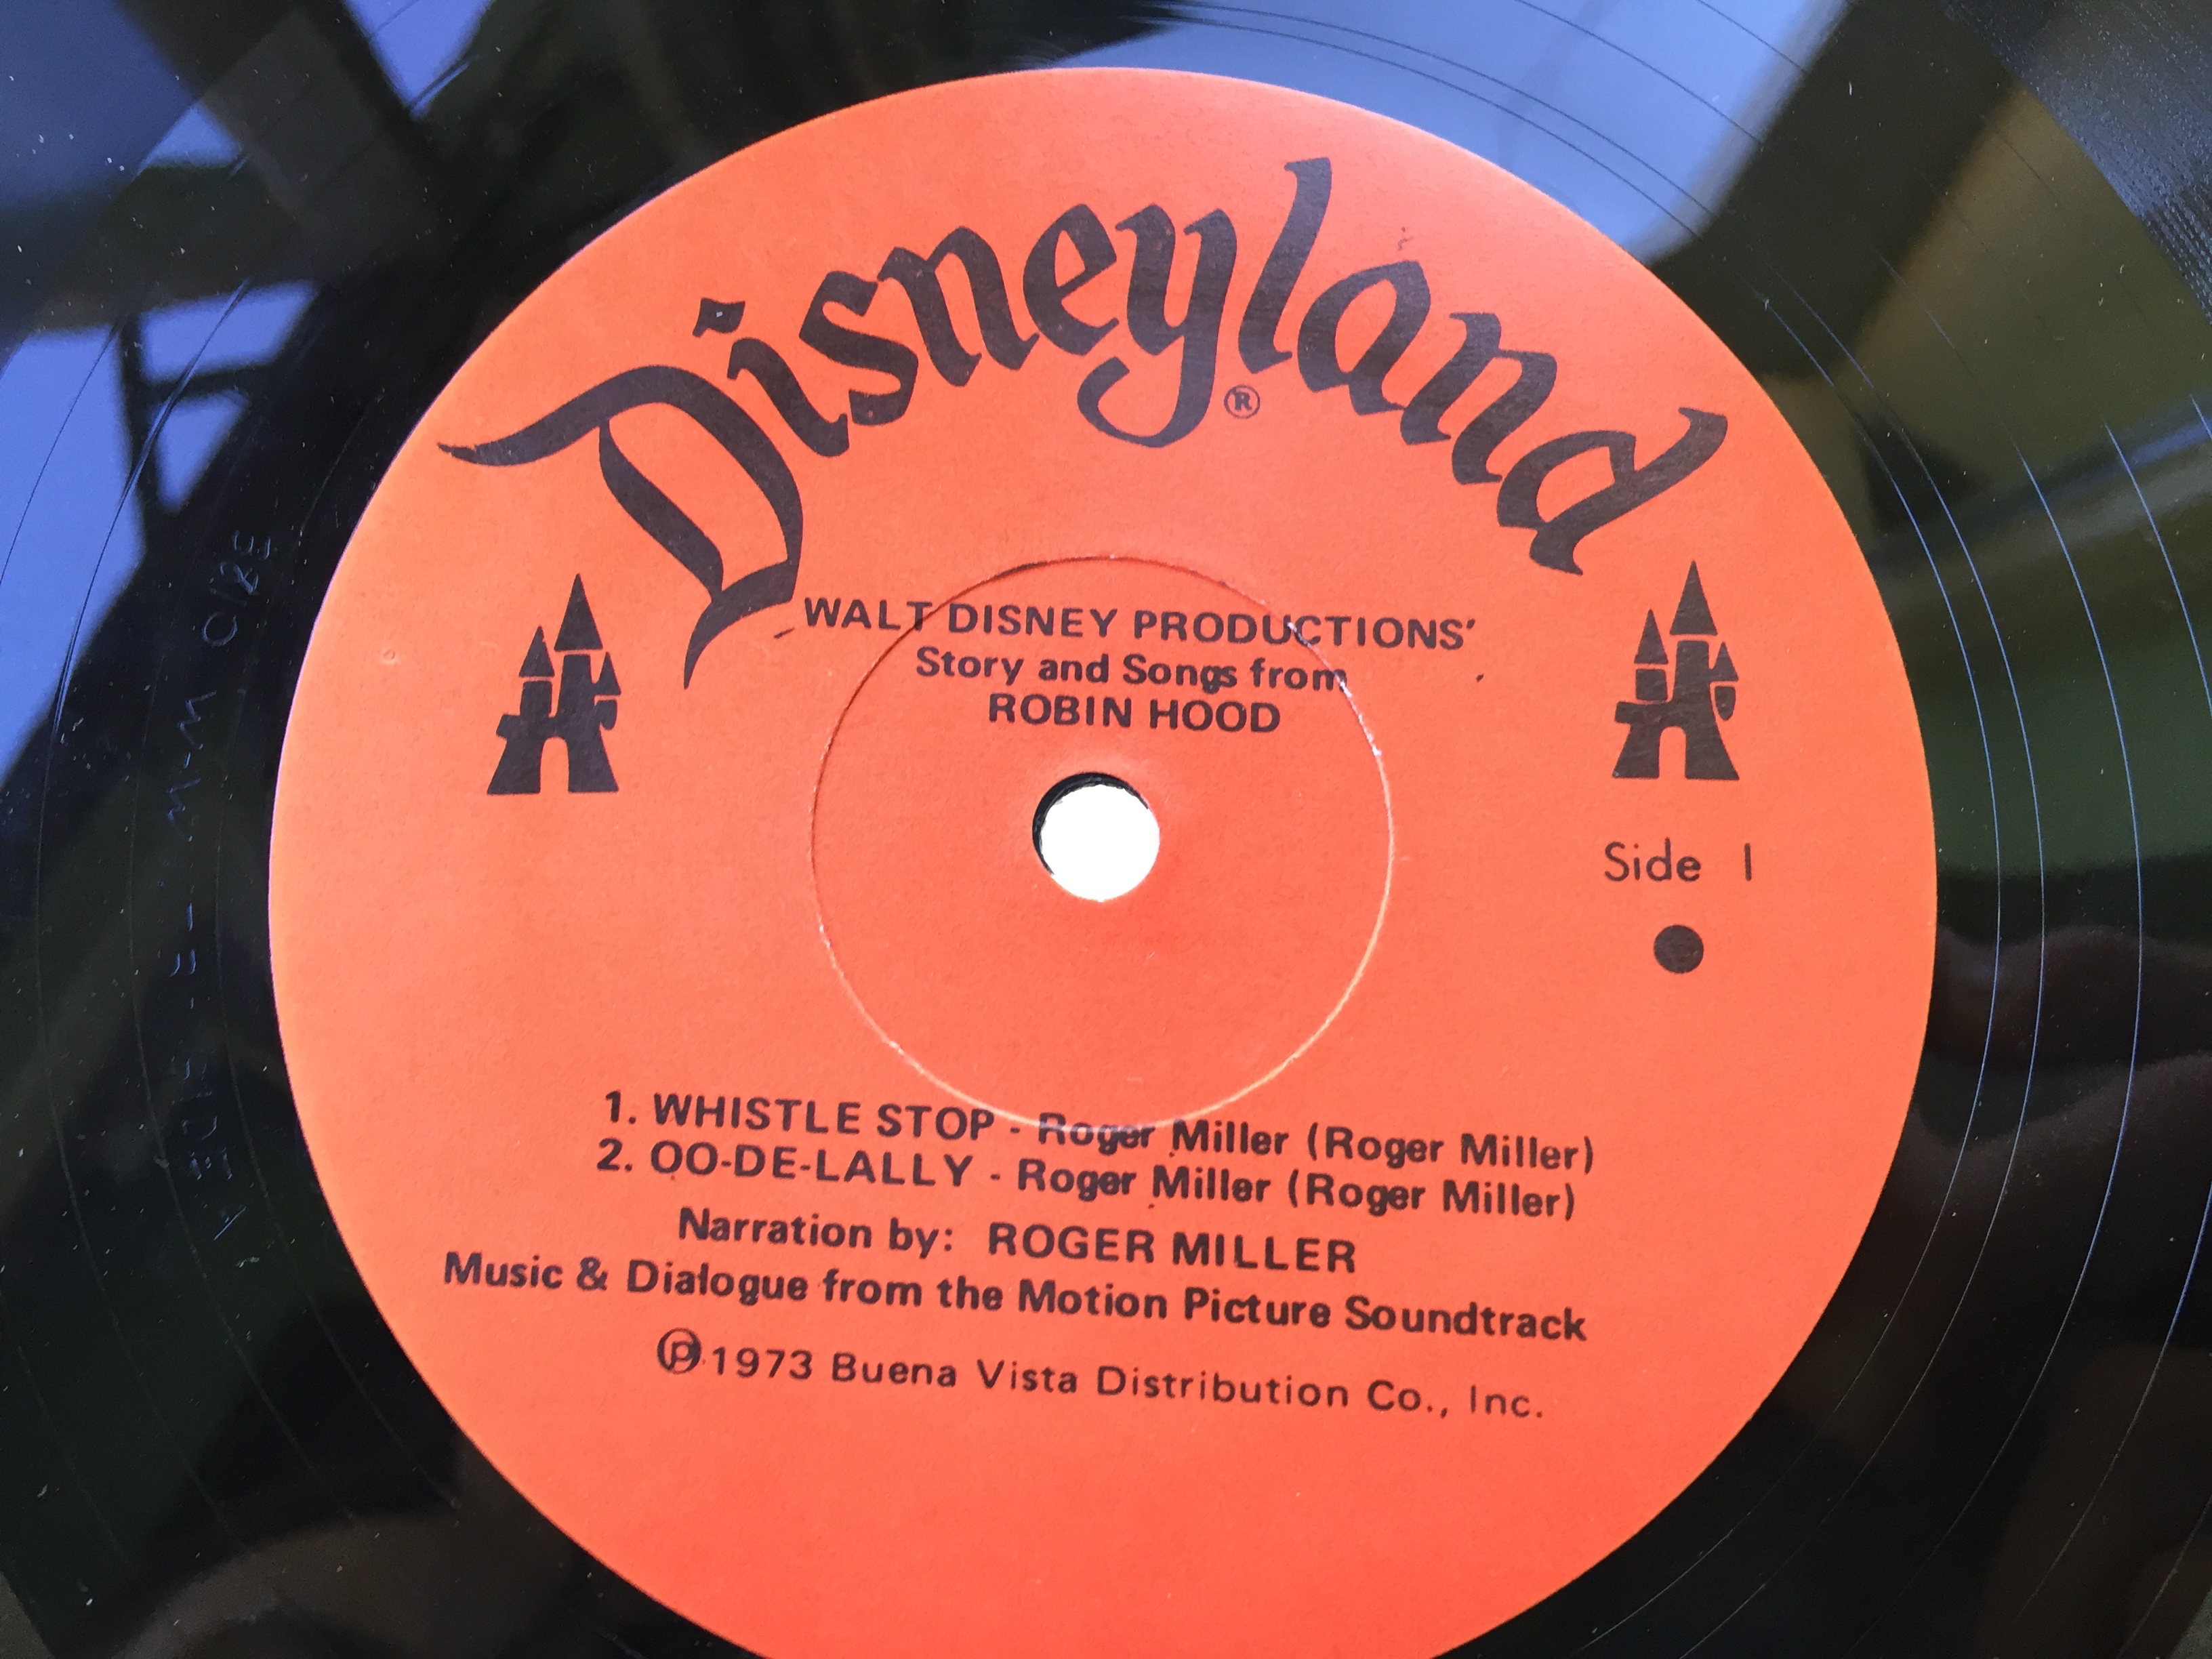 Disneyland
®
WALT DISNEY PRODUCTIONS'
Story and Songs from
ROBIN HOOD
Side 1
1. WHISTLE STOP - Roger Miller (Roger Miller)
2. OO-DE-LALLY - Roger Miller (Roger Miller)
Narration by: ROGER MILLER
Music & Dialogue from the Motion Picture Soundtrack
℗ 1973 Buena Vista Distribution Co., Inc.